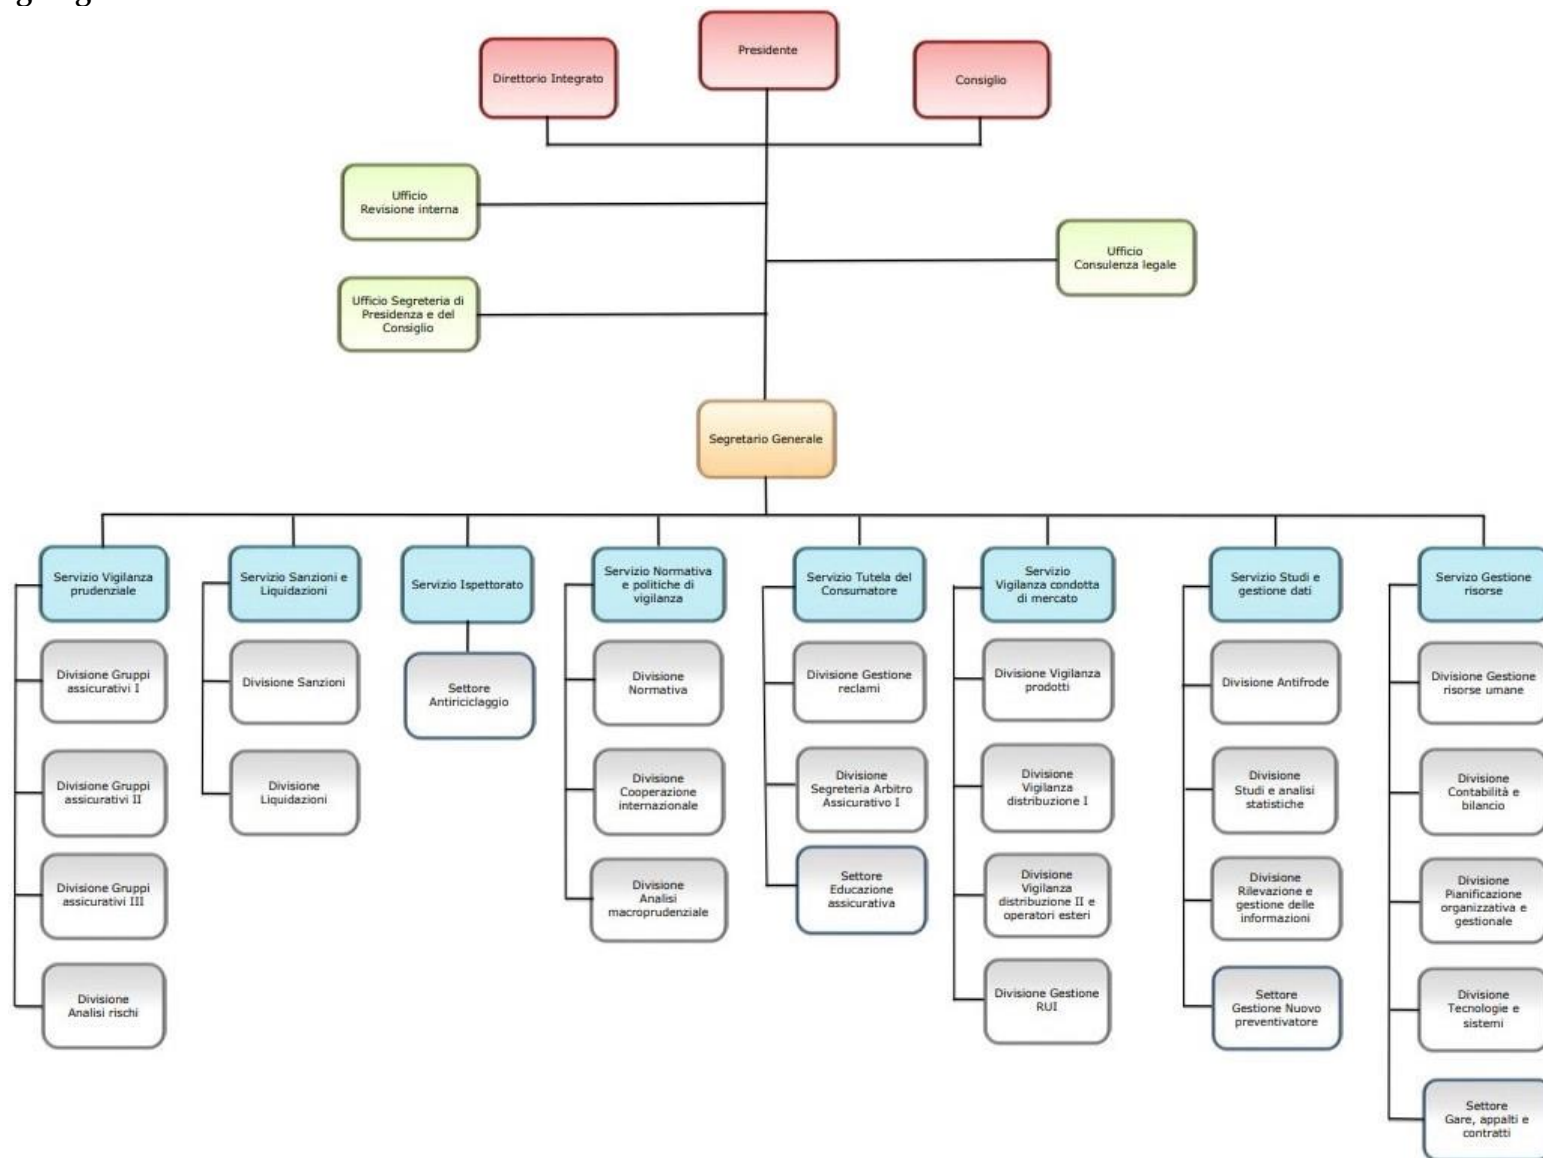 Presidente
Direttorio Integrato
Consiglio
Ufficio
Revisione interna
Ufficio
Consulenza legale
Ufficio Segreteria di
Presidenza e del
Consiglio
Segretario Generale
Servizio Vigilanza
prudenziale
Servizio Sanzioni e
Liquidazioni
Servizio Ispettorato
Servizio Normativa
e politiche di
vigilanza
Servizio Tutela del
Consumatore
Servizio
Vigilanza condotta
di mercato
Servizio Studi e
gestione dati
Servizo Gestione
risorse
Divisione Gruppi
assicurativi I
Divisione Gruppi
assicurativi II
Divisione Gruppi
assicurativi III
Divisione
Analisi rischi
Divisione Sanzioni
Divisione
Liquidazioni
Settore
Antiriciclaggio
Divisione
Normativa
Divisione
Cooperazione
internazionale
Divisione
Analisi
macroprudenziale
Divisione Gestione
reclami
Divisione
Segreteria Arbitro
Assicurativo I
Settore
Educazione
assicurativa
Divisione Vigilanza
prodotti
Divisione
Vigilanza
distribuzione I
Divisione
Vigilanza
distribuzione II e
operatori esteri
Divisione Gestione
RUI
Divisione Antifrode
Divisione
Studi e analisi
statistiche
Divisione
Rilevazione e
gestione delle
informazioni
Settore
Gestione Nuovo
preventivatore
Divisione Gestione
risorse umane
Divisione
Contabilità e
bilancio
Divisione
Pianificazione
organizzativa e
gestionale
Divisione
Tecnologie e
sistemi
Settore
Gare, appalti e
contratti